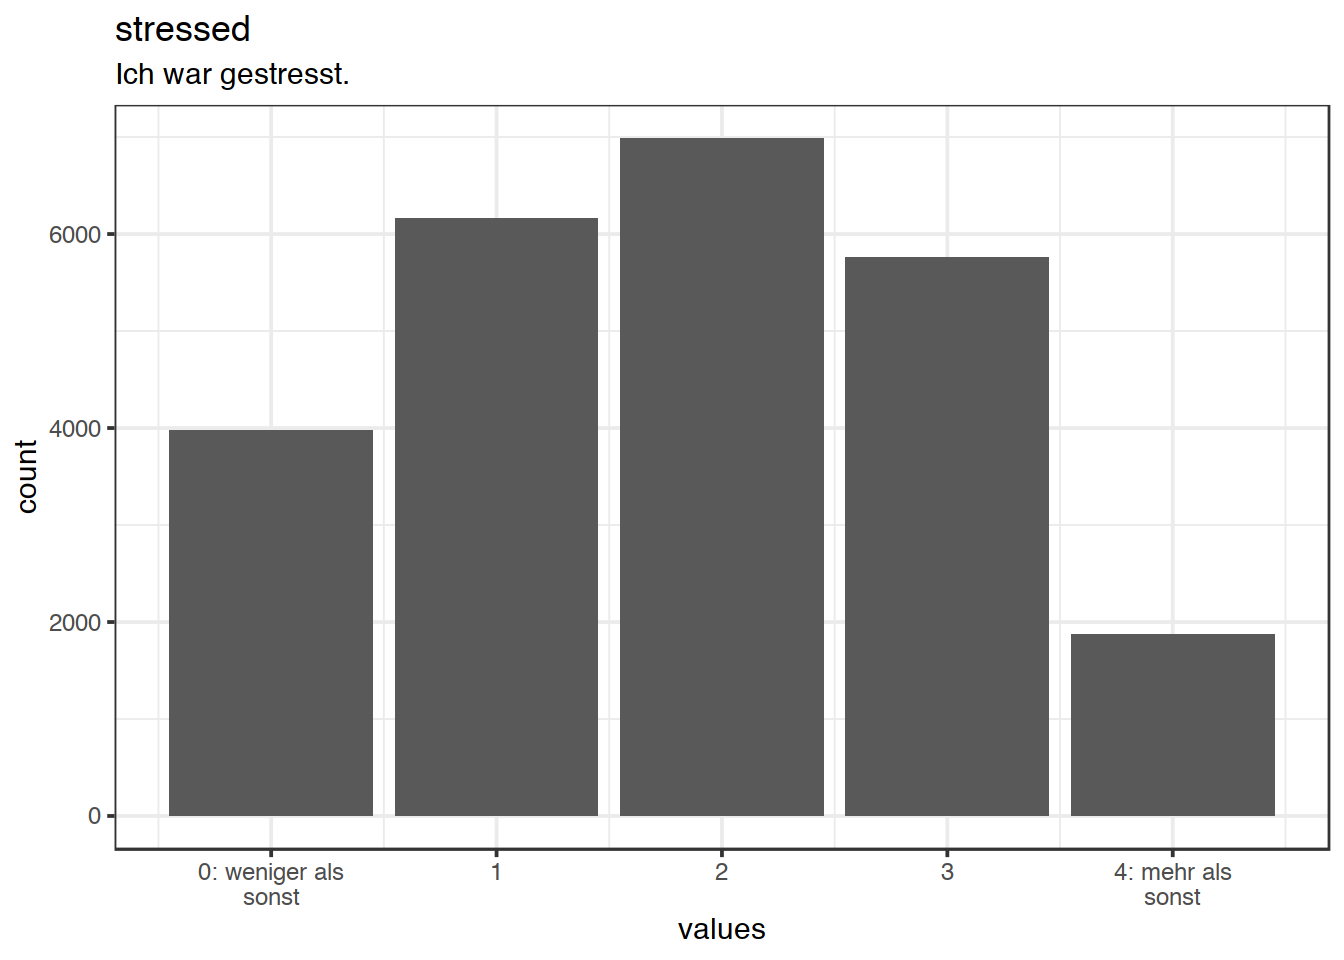 stressed
Ich war gestresst.
count
6000
4000
2000
0
0: weniger als
sonst
1
2
3
4: mehr als
sonst
values